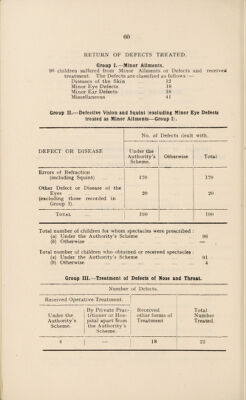 60
RETURN OF DEFECTS TREATED.
Group I.—Minor Ailments.
90 children suffered from Minor Ailments or Defects and received
treatment. The Defects are classified as follows :—
Diseases of the Skin 12
Minor Eye Defects 19
Minor Ear Defects 18
Miscellaneous 41
Group II.—Defective Vision and Squint (excluding Minor Eye Defects
treated as Minor Ailments—Group I).
No. of Defects dealt with.
DEFECT OR DISEASE
Under the Authority's Scheme.
Otherwise
Total
Errors of Refraction
(including Squint) 170 170
Other Defect or Disease of the
Eyes 20 20
(excluding those recorded in
Group I).
TOTAL 190 190
Total number of children for whom spectacles were prescribed :
(a) Under the Authority's Scheme 96
(b) Otherwise —
Total number of children who obtained or received spectacles :
(a) Under the Authority's Scheme 91
(b) Otherwise 4
Group III.—Treatment of Defects of Nose and Throat.
Number of Defects.
Received Operative Treatment.
Under the Authority's Scheme.
By Private Practitioner or Hospital apart from the Authority's Scheme.
Received other forms of Treatment
Total Number Treated.
4 — 18 22